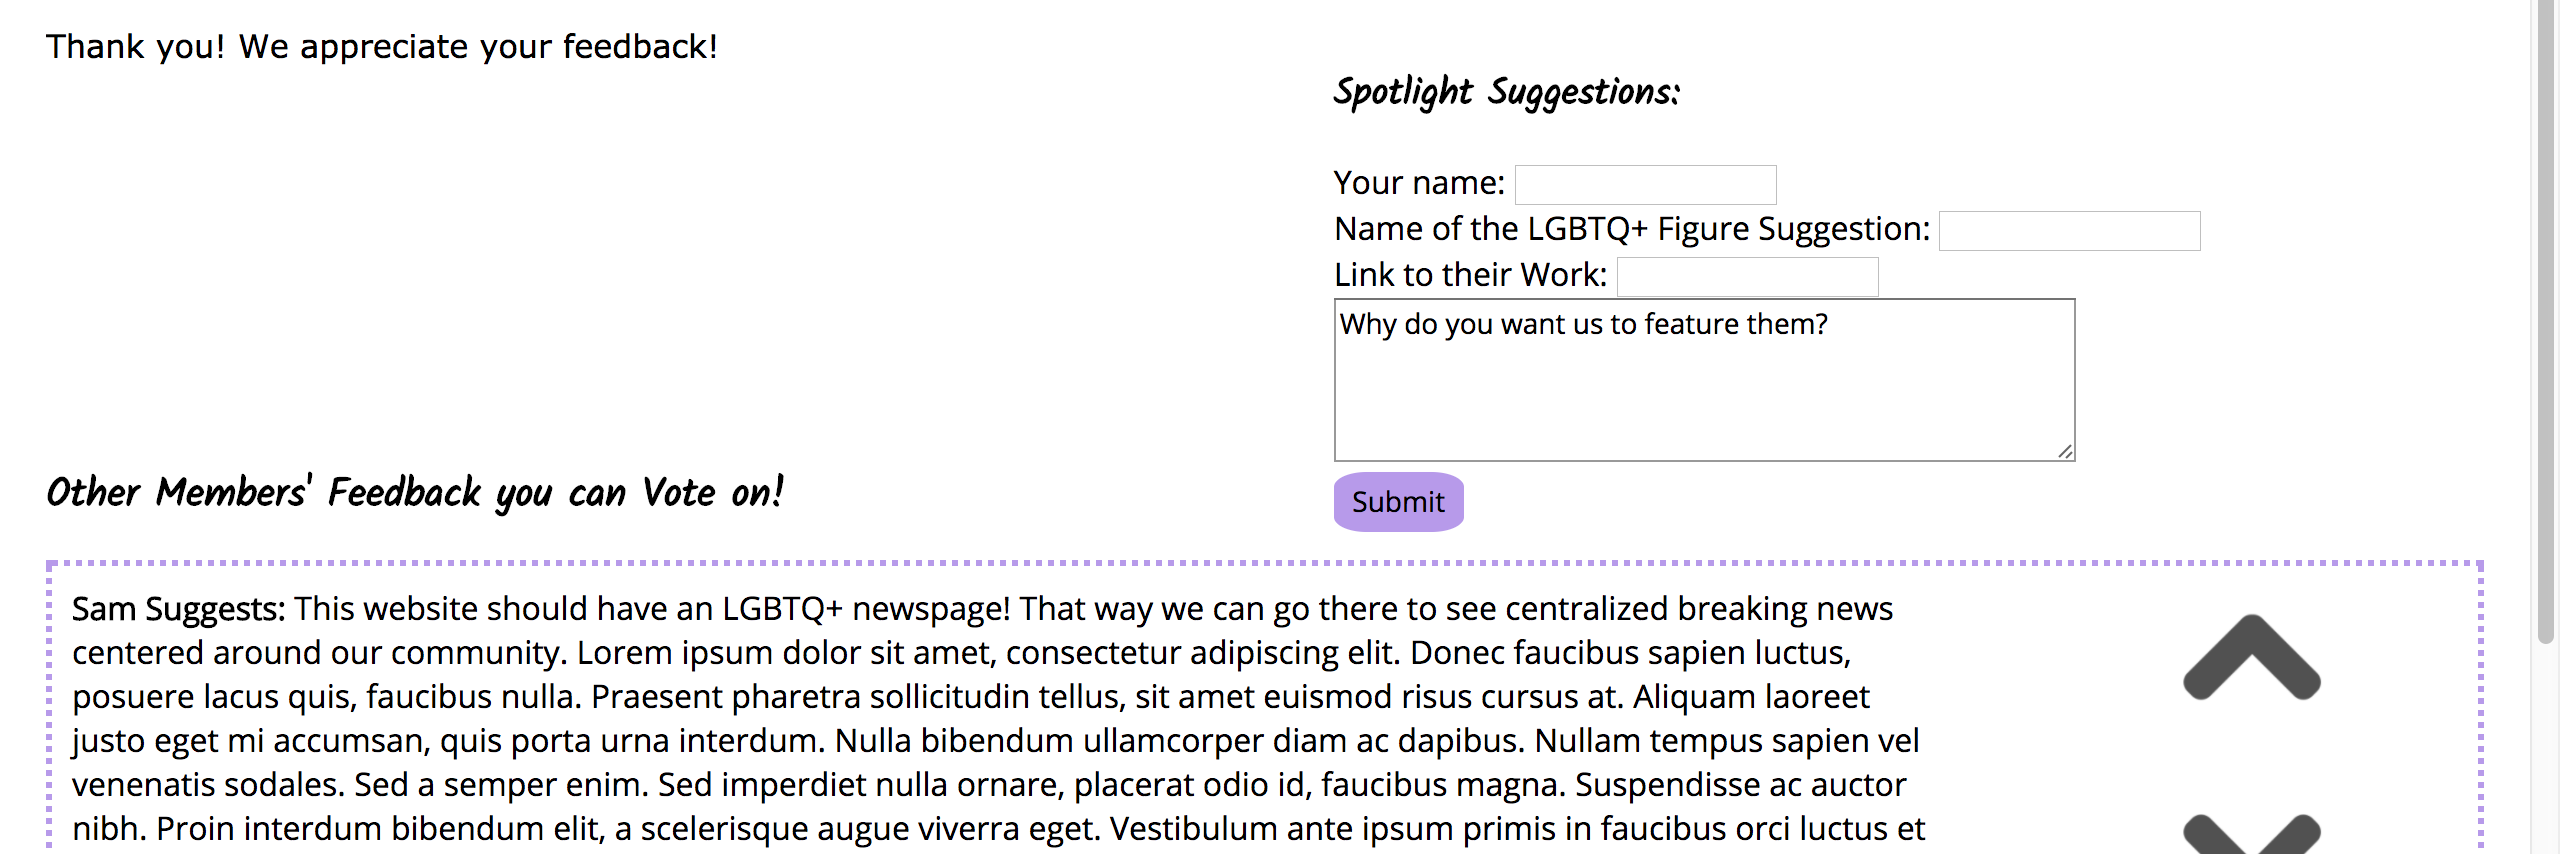 Thank you! We appreciate your feedback!
Spotlight Suggestions:
Your name:
Name of the LGBTQ+ Figure Suggestion:
Link to their Work:
Why do you want us to feature them?
Submit
Other Members' Feedback you can Vote on!
Sam Suggests: This website should have an LGBTQ+ newspage! That way we can go there to see centralized breaking news
centered around our community. Lorem ipsum dolor sit amet, consectetur adipiscing elit. Donec faucibus sapien luctus,
posuere lacus quis, faucibus nulla. Praesent pharetra sollicitudin tellus, sit amet euismod risus cursus at. Aliquam laoreet
justo eget mi accumsan, quis porta urna interdum. Nulla bibendum ullamcorper diam ac dapibus. Nullam tempus sapien vel
venenatis sodales. Sed a semper enim. Sed imperdiet nulla ornare, placerat odio id, faucibus magna. Suspendisse ac auctor
nibh. Proin interdum bibendum elit, a scelerisque augue viverra eget. Vestibulum ante ipsum primis in faucibus orci luctus et